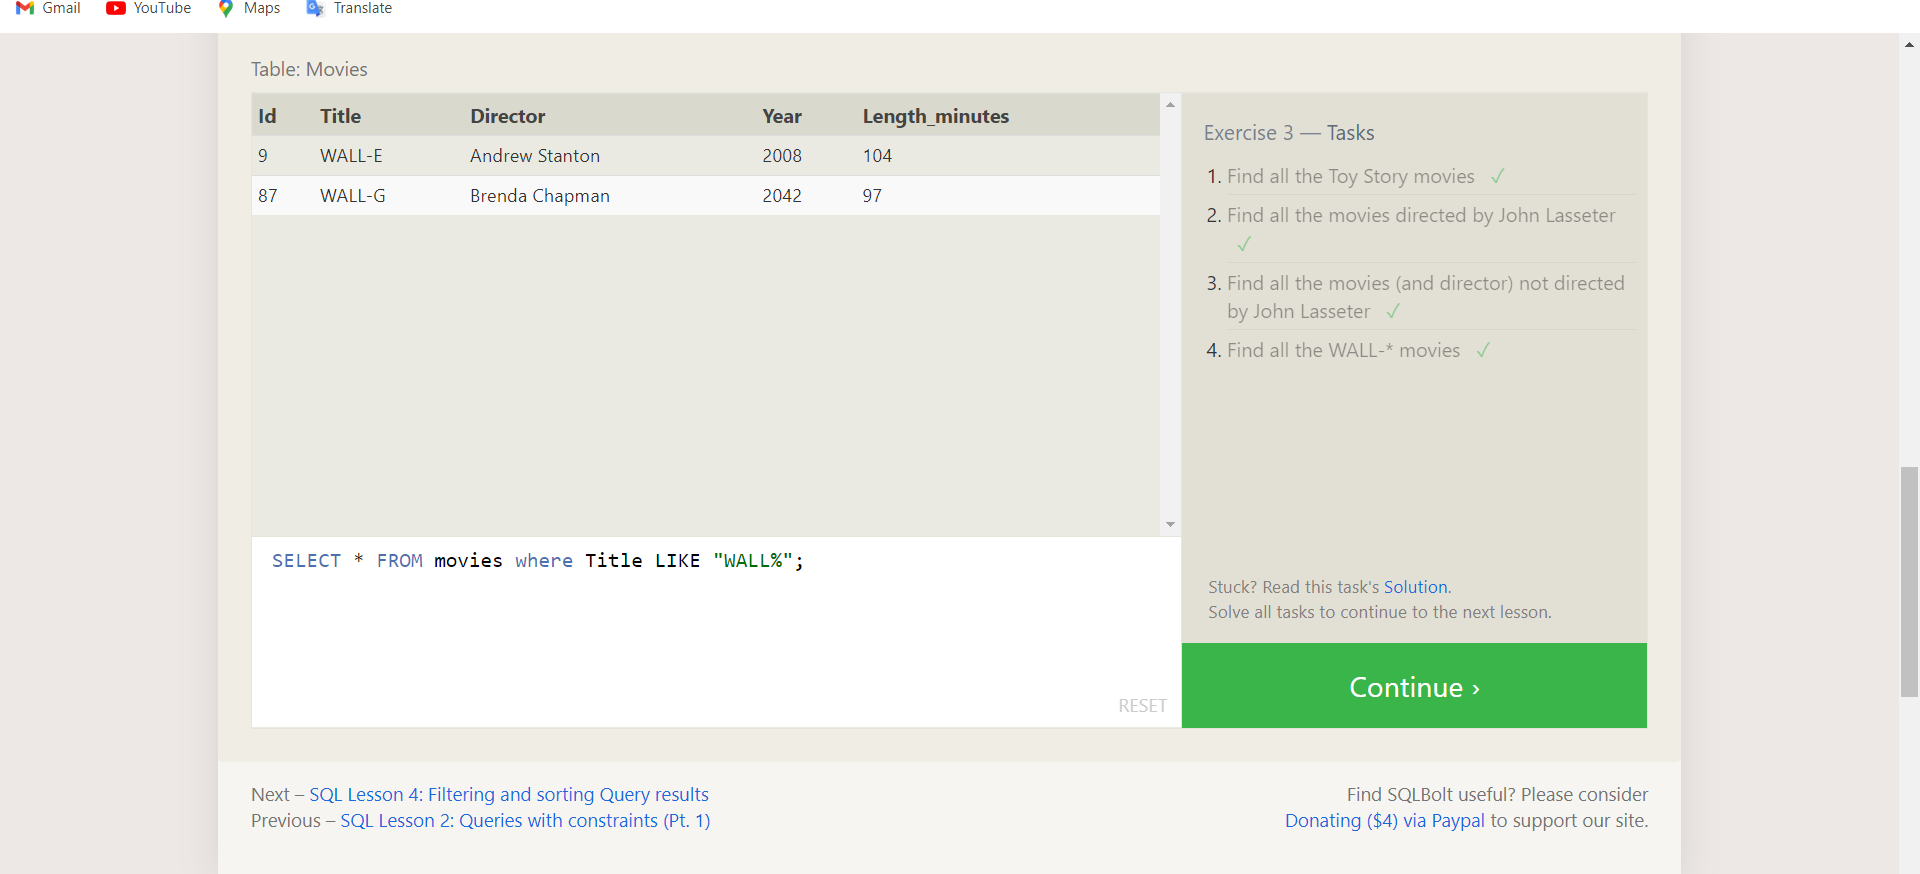 Gmail YouTube Maps Translate
Table: Movies
Id Title Director Year Length_minutes
9 WALL-E Andrew Stanton 2008 104
87 WALL-G Brenda Chapman 2042 97
SELECT * FROM movies where Title LIKE "WALL%";
RESET
Exercise 3 — Tasks
1. Find all the Toy Story movies ✓
2. Find all the movies directed by John Lasseter
✓
3. Find all the movies (and director) not directed
by John Lasseter ✓
4. Find all the WALL-* movies ✓
Stuck? Read this task's Solution.
Solve all tasks to continue to the next lesson.
Continue ›
Next – SQL Lesson 4: Filtering and sorting Query results
Previous – SQL Lesson 2: Queries with constraints (Pt. 1)
Find SQLBolt useful? Please consider
Donating ($4) via Paypal to support our site.